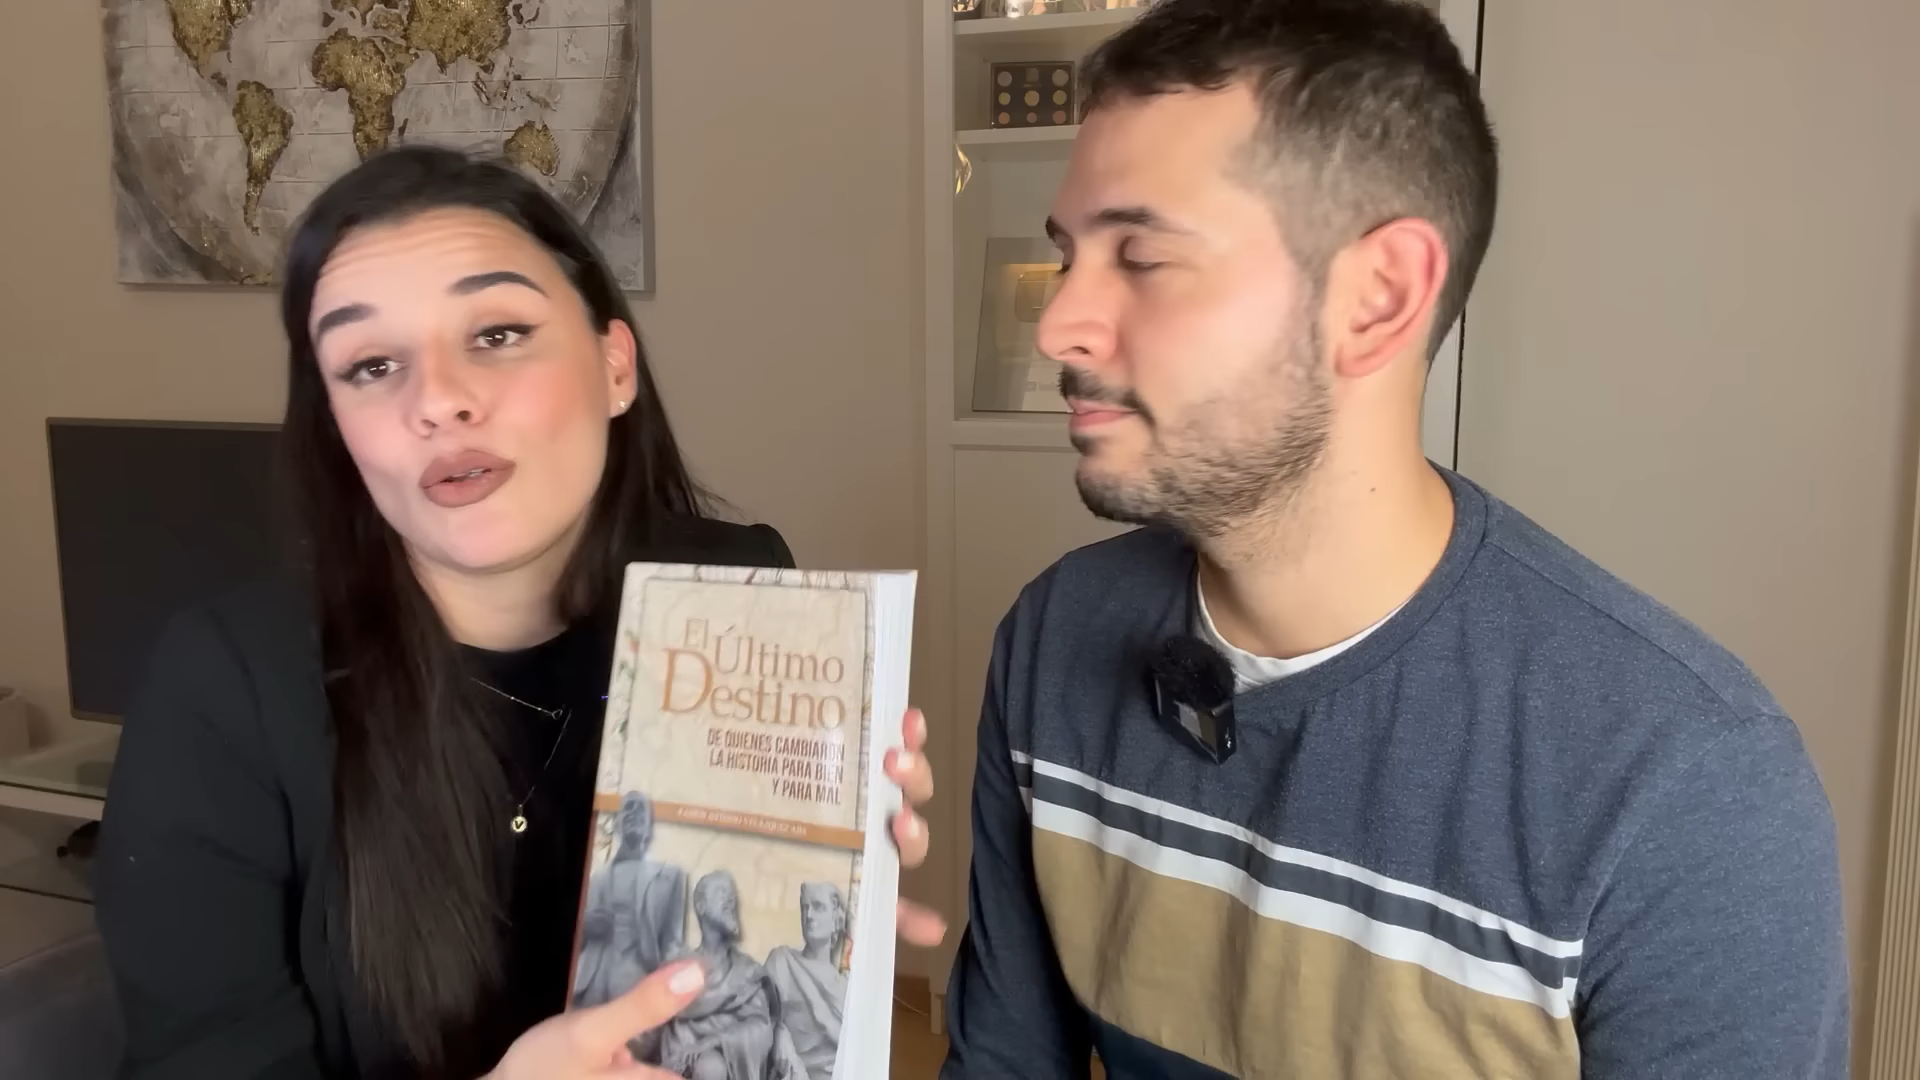 El Último
Destino
DE QUIENES CAMBIARON
LA HISTORIA PARA BIEN
Y PARA MAL